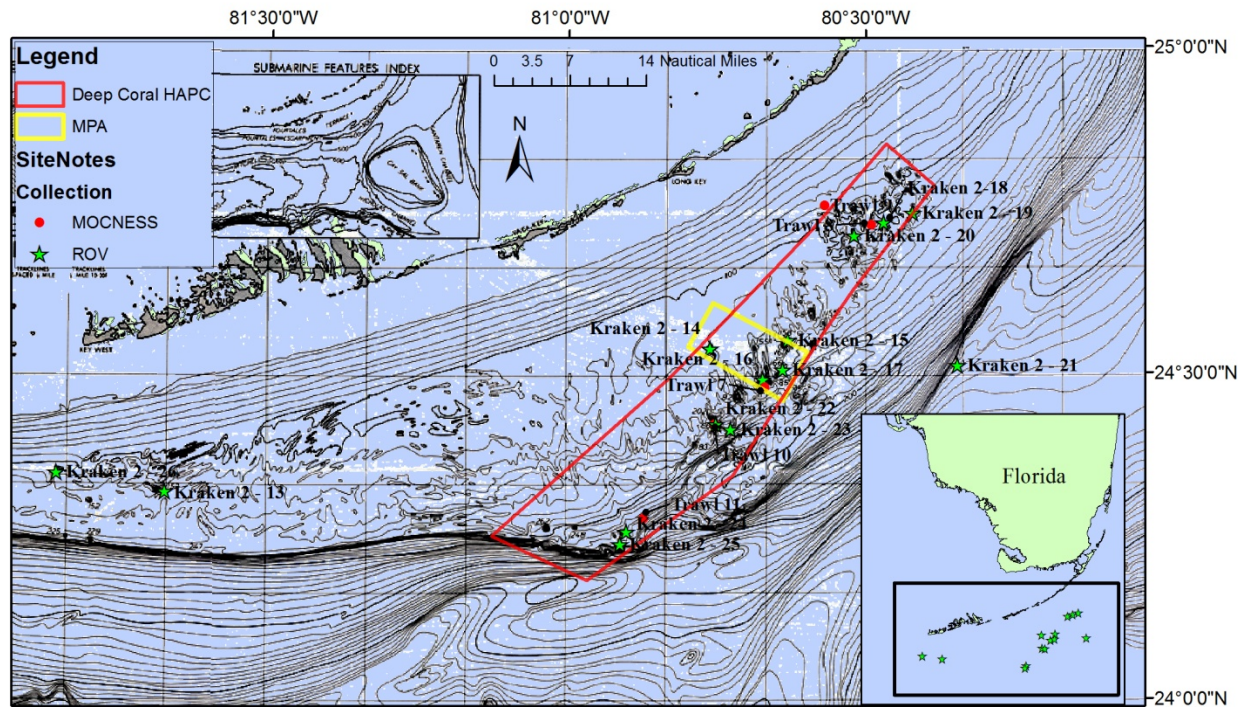 81°30'0"W
81°0'0"W
80°30'0"W
25°0'0"N
Legend
Deep Coral HAPC
MPA
SiteNotes
Collection
MOCNESS
ROV
SUBMARINE FEATURES INDEX
0 3.5 7 14 Nautical Miles
N
LONG KEY
KEY WEST
Kraken 2-18
Kraken 2 - 19
Trawl
Kraken 2 - 20
Kraken 2 - 14
Kraken 2 - 15
Kraken 2 - 16
Kraken 2 - 17
Trawl 7
Kraken 2 - 21
24°30'0"N
Kraken 2 - 22
Kraken 2 - 23
Trawl 10
Kraken 2 - 26
Kraken 2 - 13
Trawl 11
Kraken 2 - 24
Kraken 2 - 25
Florida
24°0'0"N